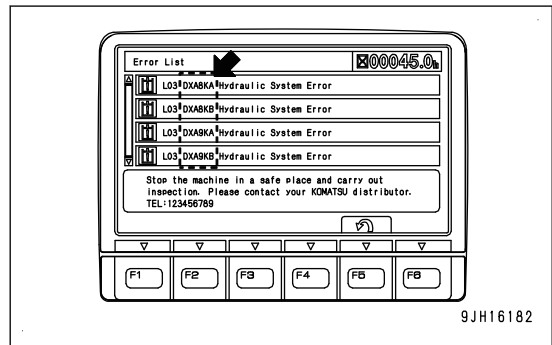 Error List 00045.0h
L03 DXA8KA Hydraulic System Error
L03 DXA8KB Hydraulic System Error
L03 DXA9KA Hydraulic System Error
L03 DXA9KB Hydraulic System Error
Stop the machine in a safe place and carry out
inspection. Please contact your KOMATSU distributor.
TEL:123456789
F1 F2 F3 F4 F5 F6
9JH16182